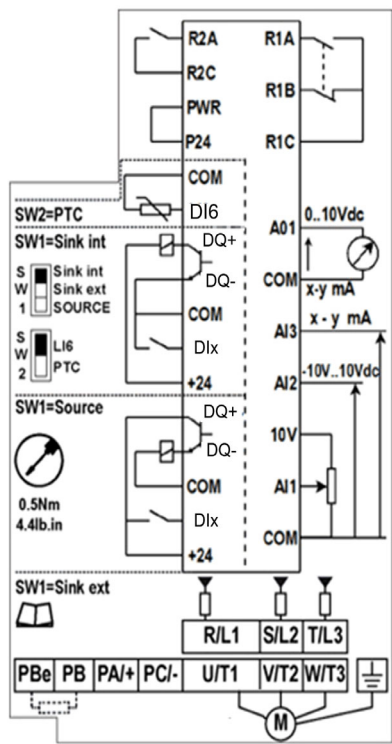 R2A R1A
R2C R1B
PWR
P24 R1C
COM
SW2=PTC DI6
SW1=Sink int DQ+ A01 0..10Vdc
S W 1 Sink int Sink ext SOURCE
DQ- COM x-y mA
COM AI3 x - y mA
S W 2 LI6 PTC
DIx
+24 AI2 -10V..10Vdc
SW1=Source DQ+
DQ- 10V
0.5Nm COM AI1
4.4lb.in DIx
COM
+24
SW1=Sink ext
R/L1 S/L2 T/L3
PBe PB PA/+ PC/- U/T1 V/T2 W/T3
M